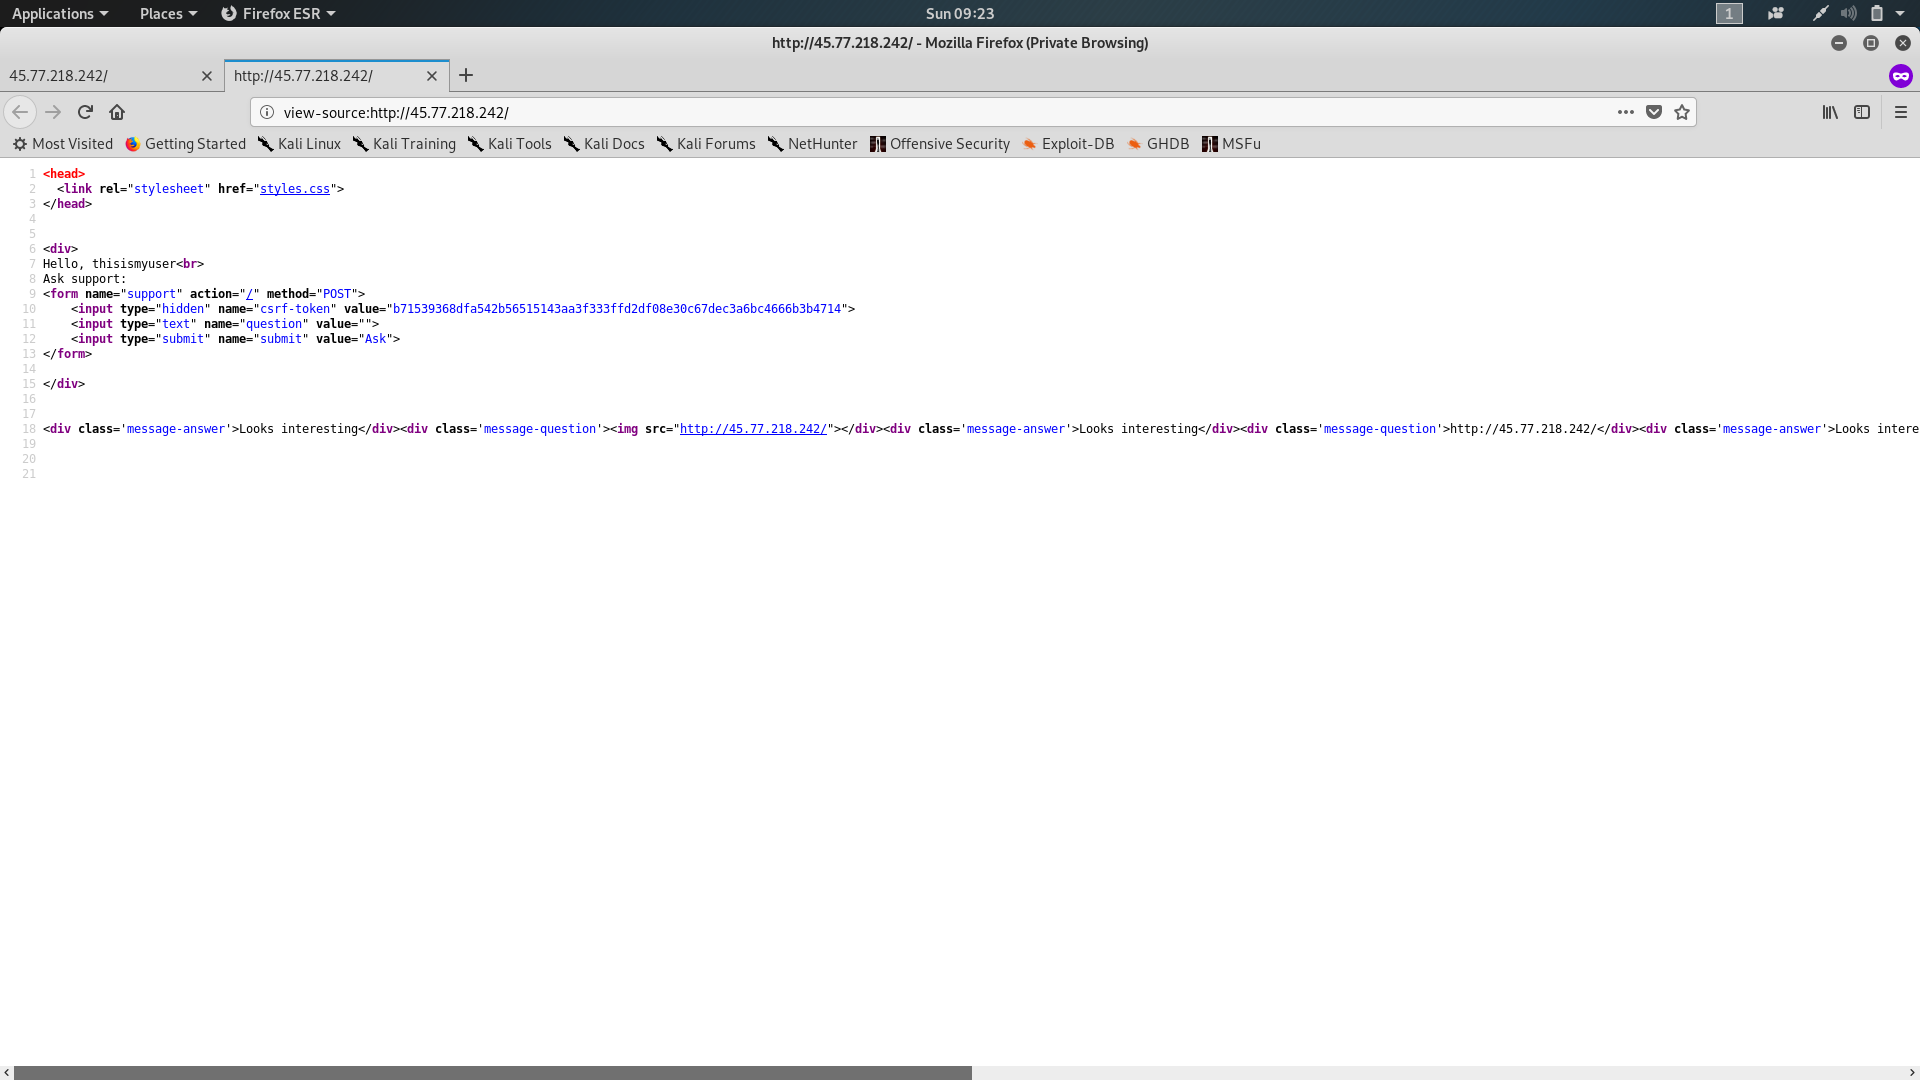 Applications Places Firefox ESR Sun 09:23 1
http://45.77.218.242/ - Mozilla Firefox (Private Browsing)
45.77.218.242/ http://45.77.218.242/
view-source:http://45.77.218.242/
Most Visited Getting Started Kali Linux Kali Training Kali Tools Kali Docs Kali Forums NetHunter Offensive Security Exploit-DB GHDB MSFu
1 <head>
2   <link rel="stylesheet" href="styles.css">
3 </head>
4
5
6 <div>
7 Hello, thisismyuser<br>
8 Ask support:
9 <form name="support" action="/" method="POST">
10     <input type="hidden" name="csrf-token" value="b71539368dfa542b56515143aa3f333ffd2df08e30c67dec3a6bc4666b3b4714">
11     <input type="text" name="question" value="">
12     <input type="submit" name="submit" value="Ask">
13 </form>
14
15 </div>
16
17
18 <div class='message-answer'>Looks interesting</div><div class='message-question'><img src="http://45.77.218.242/"></div><div class='message-answer'>Looks interesting</div><div class='message-question'>http://45.77.218.242/</div><div class='message-answer'>Looks intere
19
20
21